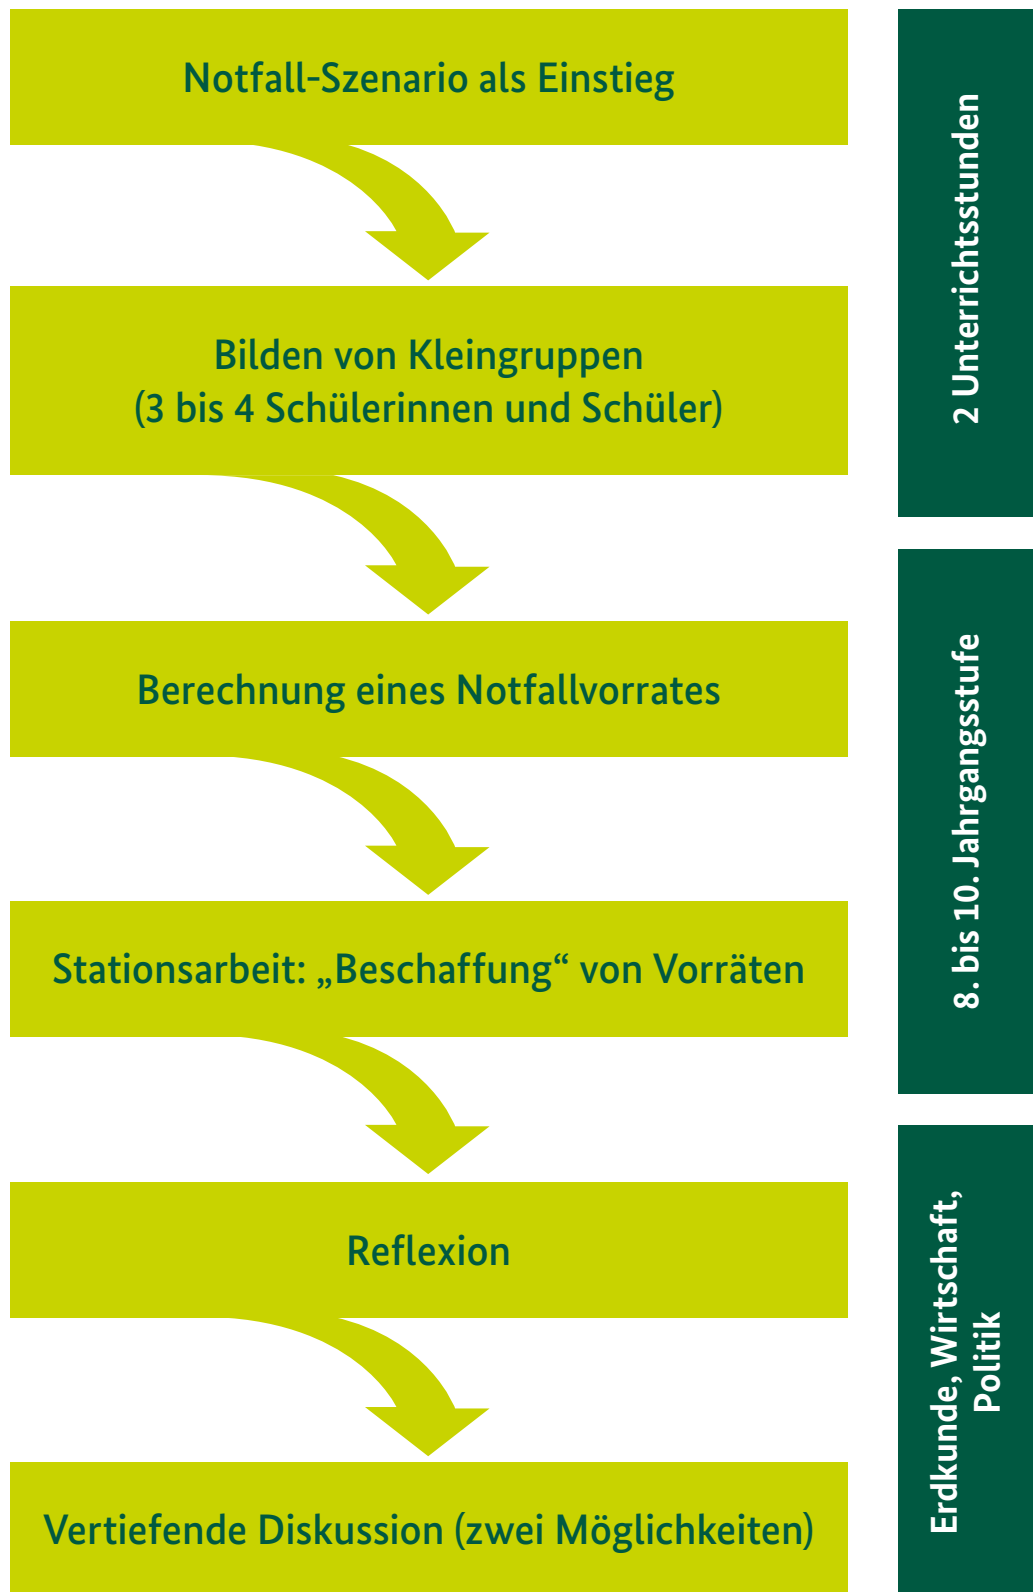 Notfall-Szenario als Einstieg
Bilden von Kleingruppen
(3 bis 4 Schülerinnen und Schüler)
Berechnung eines Notfallvorrates
Stationsarbeit: „Beschaffung“ von Vorräten
Reflexion
Vertiefende Diskussion (zwei Möglichkeiten)
2 Unterrichtsstunden
8. bis 10. Jahrgangsstufe
Erdkunde, Wirtschaft,
Politik